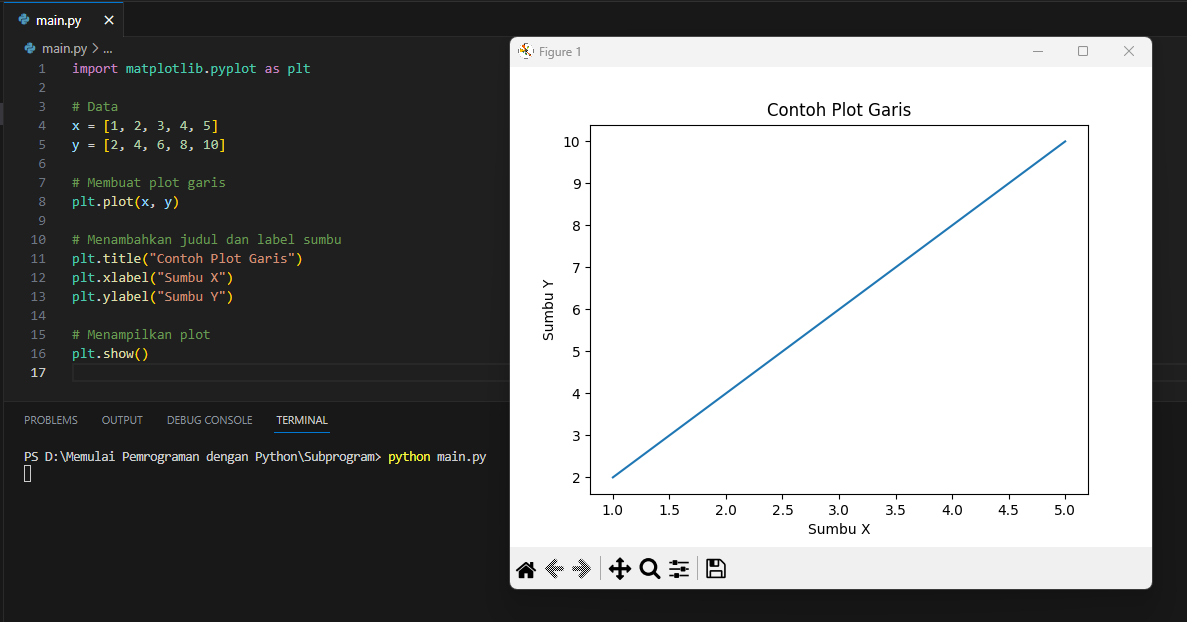 main.py
main.py > ...
1 import matplotlib.pyplot as plt
2
3 # Data
4 x = [1, 2, 3, 4, 5]
5 y = [2, 4, 6, 8, 10]
6
7 # Membuat plot garis
8 plt.plot(x, y)
9
10 # Menambahkan judul dan label sumbu
11 plt.title("Contoh Plot Garis")
12 plt.xlabel("Sumbu X")
13 plt.ylabel("Sumbu Y")
14
15 # Menampilkan plot
16 plt.show()
17
PROBLEMS OUTPUT DEBUG CONSOLE TERMINAL
PS D:\Memulai Pemrograman dengan Python\Subprogram> python main.py
Figure 1
Contoh Plot Garis
10
9
8
7
6
5
4
3
2
Sumbu Y
1.0 1.5 2.0 2.5 3.0 3.5 4.0 4.5 5.0
Sumbu X